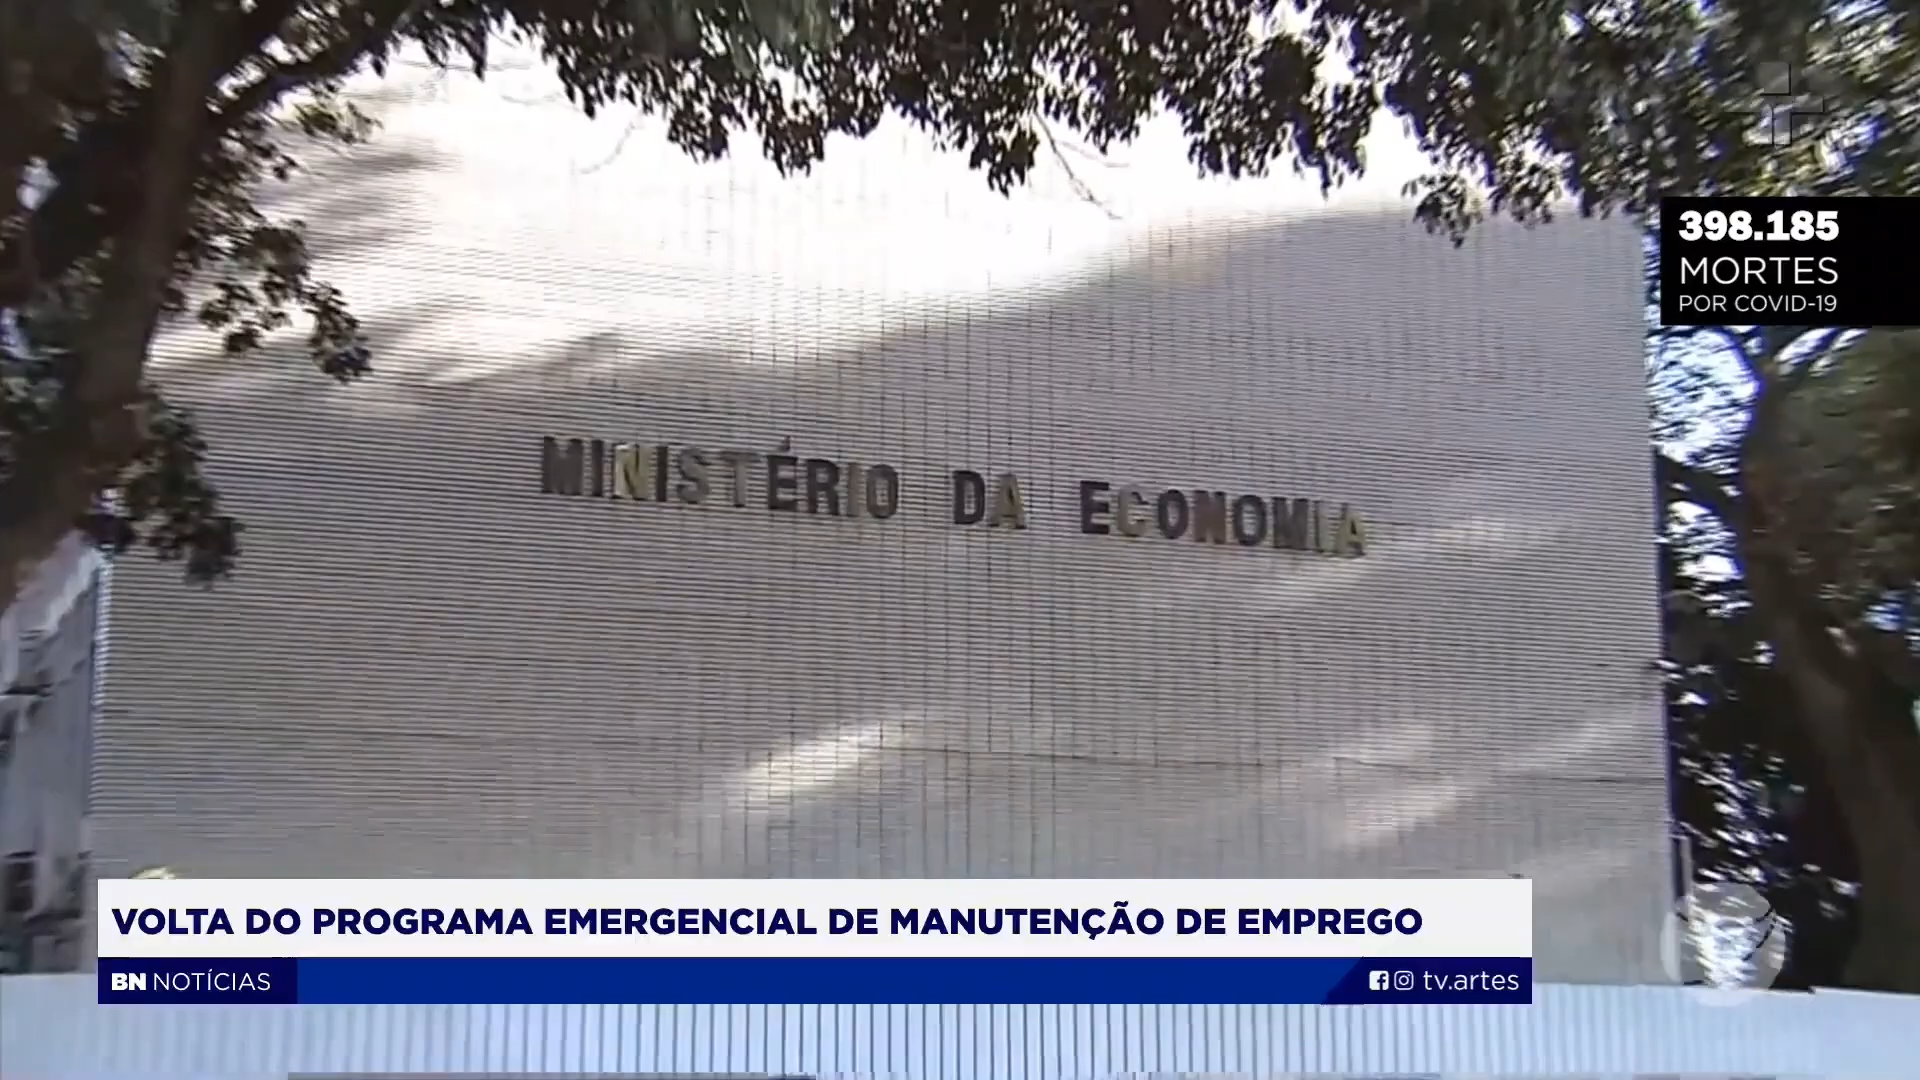 398.185
MORTES
POR COVID-19
MINISTÉRIO DA ECONOMIA
VOLTA DO PROGRAMA EMERGENCIAL DE MANUTENÇÃO DE EMPREGO
BN NOTÍCIAS
tv.artes